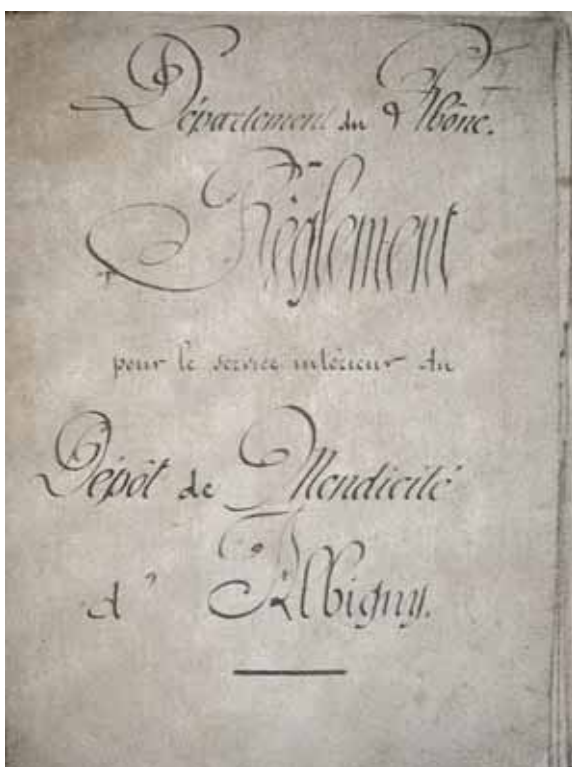 Département du Rhône.
Règlement
pour le service intérieur du
Dépôt de Mendicité
d'Albigny.